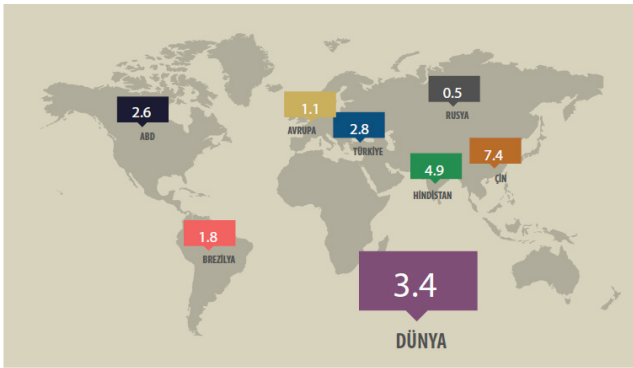 0.5
RUSYA
2.6
ABD
1.1
AVRUPA
2.8
TÜRKİYE
7.4
ÇİN
4.9
HİNDİSTAN
1.8
BREZİLYA
3.4
DÜNYA